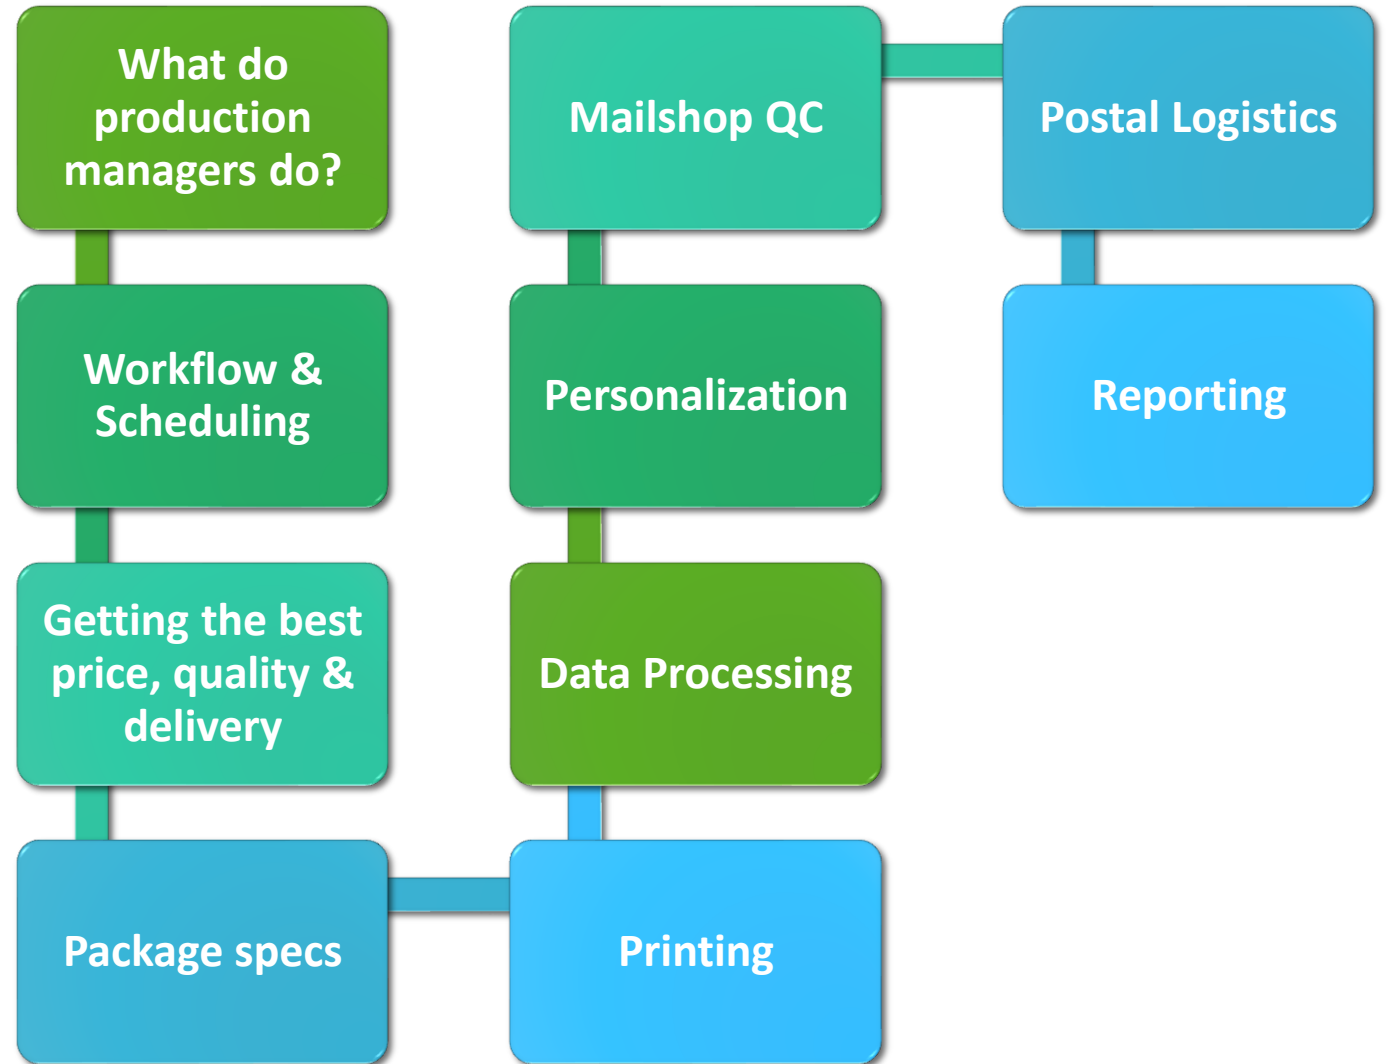 What do
production
managers do?
Workflow &
Scheduling
Getting the best
price, quality &
delivery
Package specs
Printing
Data Processing
Personalization
Mailshop QC
Postal Logistics
Reporting